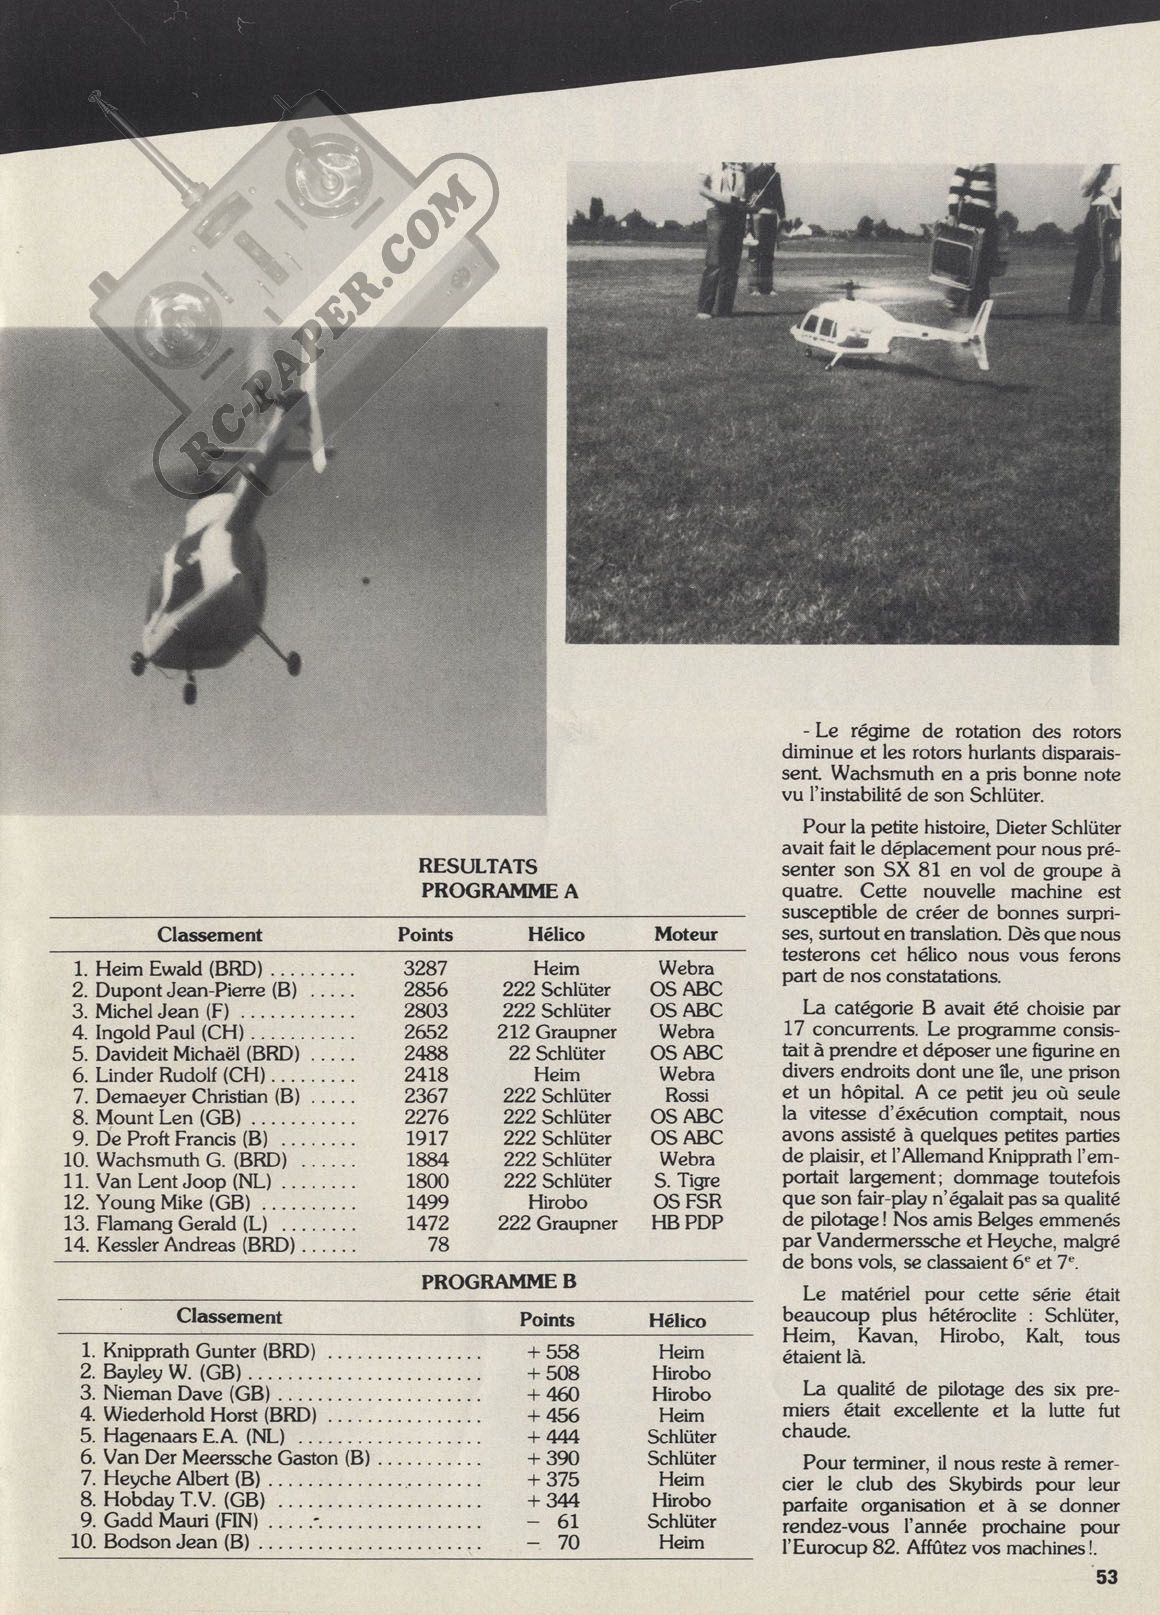 RC-PAPER.COM
RESULTATS
PROGRAMME A
Classement Points Hélico Moteur
1. Heim Ewald (BRD) ......... 3287 Heim Webra
2. Dupont Jean-Pierre (B) ..... 2856 222 Schlüter OS ABC
3. Michel Jean (F) ............ 2803 222 Schlüter OS ABC
4. Ingold Paul (CH) ........... 2652 212 Graupner Webra
5. Davideit Michaël (BRD) ..... 2488 22 Schlüter OS ABC
6. Linder Rudolf (CH) ......... 2418 Heim Webra
7. Demaeyer Christian (B) ..... 2367 222 Schlüter Rossi
8. Mount Len (GB) ........... 2276 222 Schlüter OS ABC
9. De Proft Francis (B) ........ 1917 222 Schlüter OS ABC
10. Wachsmuth G. (BRD) ...... 1884 222 Schlüter Webra
11. Van Lent Joop (NL) ........ 1800 222 Schlüter S. Tigre
12. Young Mike (GB) .......... 1499 Hirobo OS FSR
13. Flamang Gerald (L) ........ 1472 222 Graupner HB PDP
14. Kessler Andreas (BRD) ...... 78
PROGRAMME B
Classement Points Hélico
1. Knipprath Gunter (BRD) ................ + 558 Heim
2. Bayley W. (GB) ........................ + 508 Hirobo
3. Nieman Dave (GB) ..................... + 460 Hirobo
4. Wiederhold Horst (BRD) ................ + 456 Heim
5. Hagenaars E.A. (NL) ................... + 444 Schlüter
6. Van Der Meerssche Gaston (B) ........... + 390 Schlüter
7. Heyche Albert (B) ...................... + 375 Heim
8. Hobday T.V. (GB) ..................... + 344 Hirobo
9. Gadd Mauri (FIN) ...................... - 61 Schlüter
10. Bodson Jean (B) ....................... - 70 Heim
- Le régime de rotation des rotors
diminue et les rotors hurlants disparais-
sent. Wachsmuth en a pris bonne note
vu l'instabilité de son Schlüter.
Pour la petite histoire, Dieter Schlüter
avait fait le déplacement pour nous pré-
senter son SX 81 en vol de groupe à
quatre. Cette nouvelle machine est
susceptible de créer de bonnes surpri-
ses, surtout en translation. Dès que nous
testerons cet hélico nous vous ferons
part de nos constatations.
La catégorie B avait été choisie par
17 concurrents. Le programme consis-
tait à prendre et déposer une figurine en
divers endroits dont une île, une prison
et un hôpital. A ce petit jeu où seule
la vitesse d'éxécution comptait, nous
avons assisté à quelques petites parties
de plaisir, et l'Allemand Knipprath l'em-
portait largement; dommage toutefois
que son fair-play n'égalait pas sa qualité
de pilotage! Nos amis Belges emmenés
par Vandermerssche et Heyche, malgré
de bons vols, se classaient 6e et 7e.
Le matériel pour cette série était
beaucoup plus hétéroclite : Schlüter,
Heim, Kavan, Hirobo, Kalt, tous
étaient là.
La qualité de pilotage des six pre-
miers était excellente et la lutte fut
chaude.
Pour terminer, il nous reste à remer-
cier le club des Skybirds pour leur
parfaite organisation et à se donner
rendez-vous l'année prochaine pour
l'Eurocup 82. Affûtez vos machines!.
53